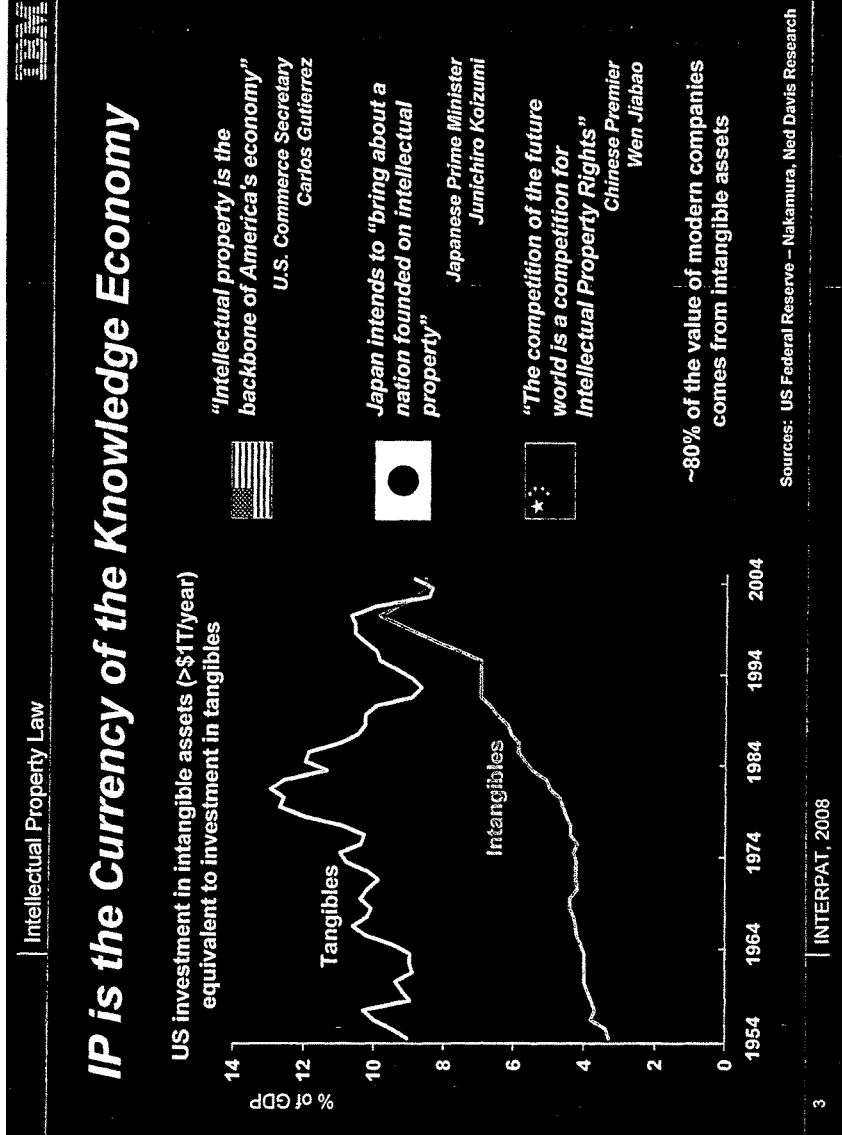 Intellectual Property Law
IBM
IP is the Currency of the Knowledge Economy
US investment in intangible assets (>$1T/year)
equivalent to investment in tangibles
% of GDP
14
12
10
8
6
4
2
0
Tangibles
Intangibles
1954
1964
1974
1984
1994
2004
“Intellectual property is the
backbone of America's economy”
U.S. Commerce Secretary
Carlos Gutierrez
Japan intends to “bring about a
nation founded on intellectual
property”
Japanese Prime Minister
Junichiro Koizumi
“The competition of the future
world is a competition for
Intellectual Property Rights”
Chinese Premier
Wen Jiabao
~80% of the value of modern companies
comes from intangible assets
Sources: US Federal Reserve – Nakamura, Ned Davis Research
3
INTERPAT, 2008